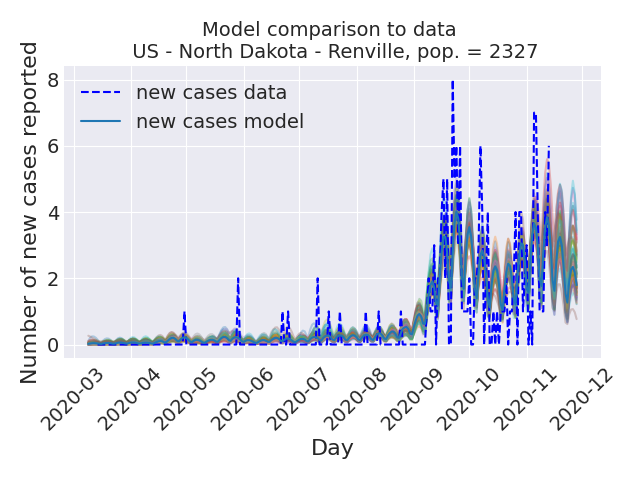 Model comparison to data
US - North Dakota - Renville, pop. = 2327
Number of new cases reported
8
6
4
2
0
new cases data
new cases model
2020-03
2020-04
2020-05
2020-06
2020-07
2020-08
2020-09
2020-10
2020-11
2020-12
Day